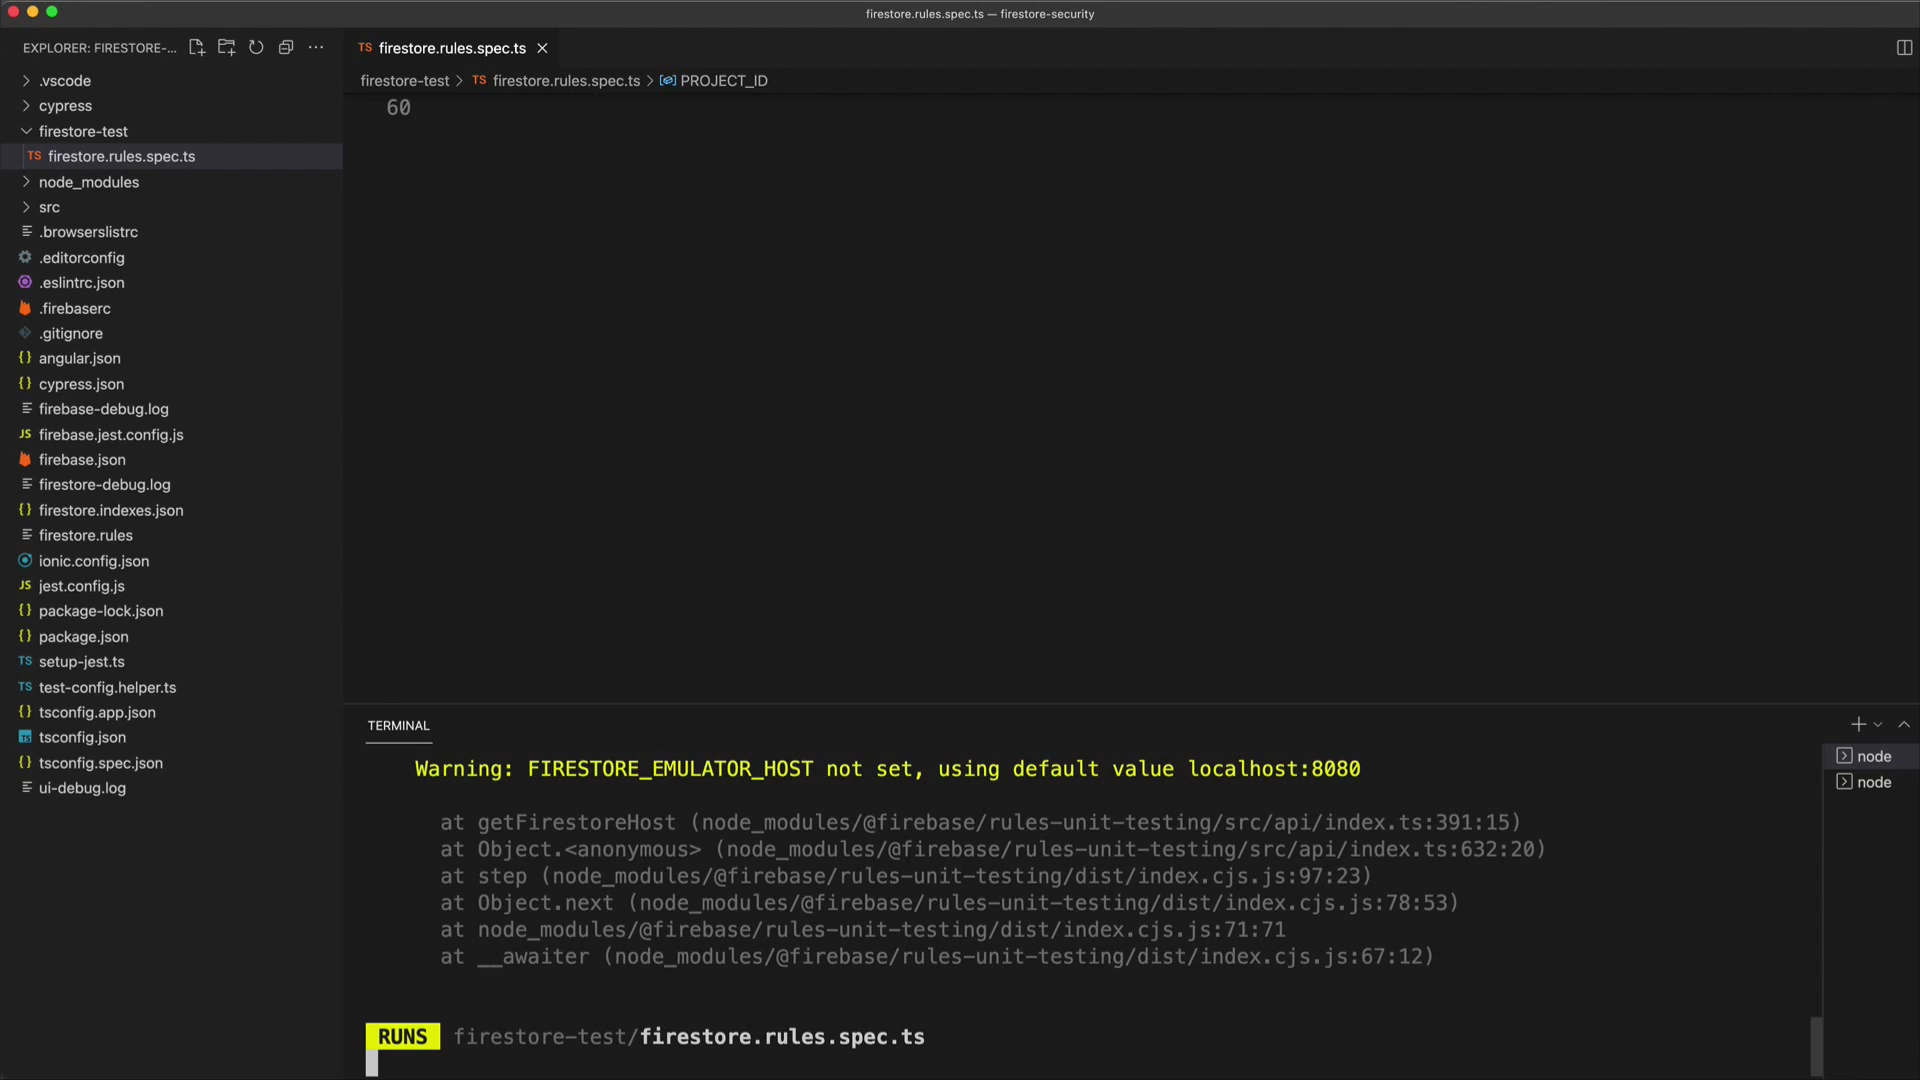 firestore.rules.spec.ts — firestore-security
EXPLORER: FIRESTORE-...
TS firestore.rules.spec.ts
firestore-test > TS firestore.rules.spec.ts > PROJECT_ID
60
.vscode
cypress
firestore-test
TS firestore.rules.spec.ts
node_modules
src
.browserslistrc
.editorconfig
.eslintrc.json
.firebaserc
.gitignore
{} angular.json
{} cypress.json
firebase-debug.log
JS firebase.jest.config.js
firebase.json
firestore-debug.log
{} firestore.indexes.json
firestore.rules
ionic.config.json
JS jest.config.js
{} package-lock.json
{} package.json
TS setup-jest.ts
TS test-config.helper.ts
{} tsconfig.app.json
TS tsconfig.json
{} tsconfig.spec.json
ui-debug.log
TERMINAL
node
node
Warning: FIRESTORE_EMULATOR_HOST not set, using default value localhost:8080
at getFirestoreHost (node_modules/@firebase/rules-unit-testing/src/api/index.ts:391:15)
at Object.<anonymous> (node_modules/@firebase/rules-unit-testing/src/api/index.ts:632:20)
at step (node_modules/@firebase/rules-unit-testing/dist/index.cjs.js:97:23)
at Object.next (node_modules/@firebase/rules-unit-testing/dist/index.cjs.js:78:53)
at node_modules/@firebase/rules-unit-testing/dist/index.cjs.js:71:71
at __awaiter (node_modules/@firebase/rules-unit-testing/dist/index.cjs.js:67:12)
RUNS firestore-test/firestore.rules.spec.ts